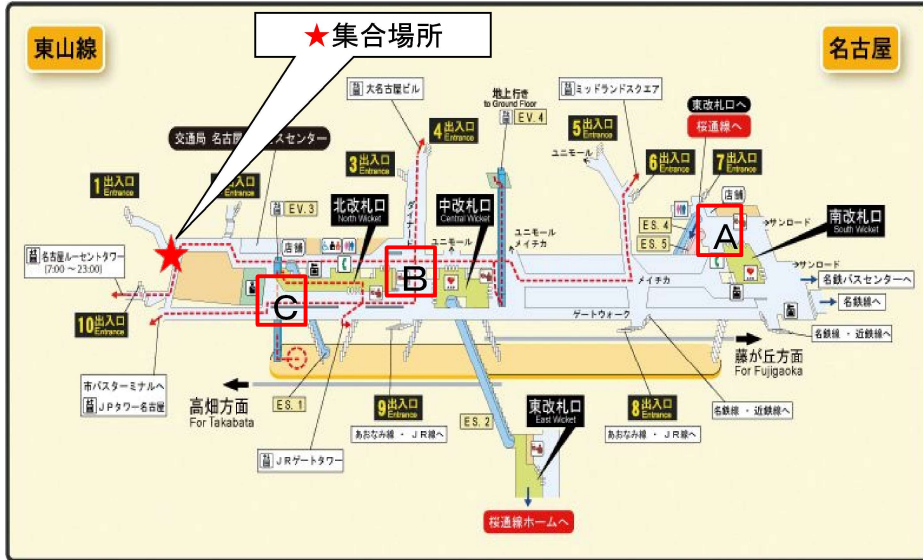 東山線
★集合場所
名古屋
大名古屋ビル
地上行き
to Ground Floor
EV.4
ミッドランドスクエア
東改札口へ
桜通線へ
交通局 名古屋
スセンター
4出入口
Entrance
5出入口
Entrance
ユニモール
3出入口
Entrance
6出入口
Entrance
7出入口
Entrance
1出入口
Entrance
出入口
Entrance
EV.3
店舗
北改札口
North Wicket
ダイナード
中改札口
Central Wicket
店舗
ES.4
ES.5
A
サンロード
南改札口
South Wicket
ユニモール
ユニモール
メイチカ
名古屋ルーセントタワー
(7:00~23:00)
B
C
メイチカ
サンロード
名鉄バスセンターへ
名鉄線へ
10出入口
Entrance
ゲートウォーク
名鉄線・近鉄線へ
藤が丘方面
For Fujigaoka
市バスターミナルへ
JPタワー名古屋
高畑方面
For Takabata
ES.1
9出入口
Entrance
あおなみ線・JR線へ
ES.2
東改札口
East Wicket
8出入口
Entrance
あおなみ線・JR線へ
名鉄線・近鉄線へ
JRゲートタワー
桜通線ホームへ